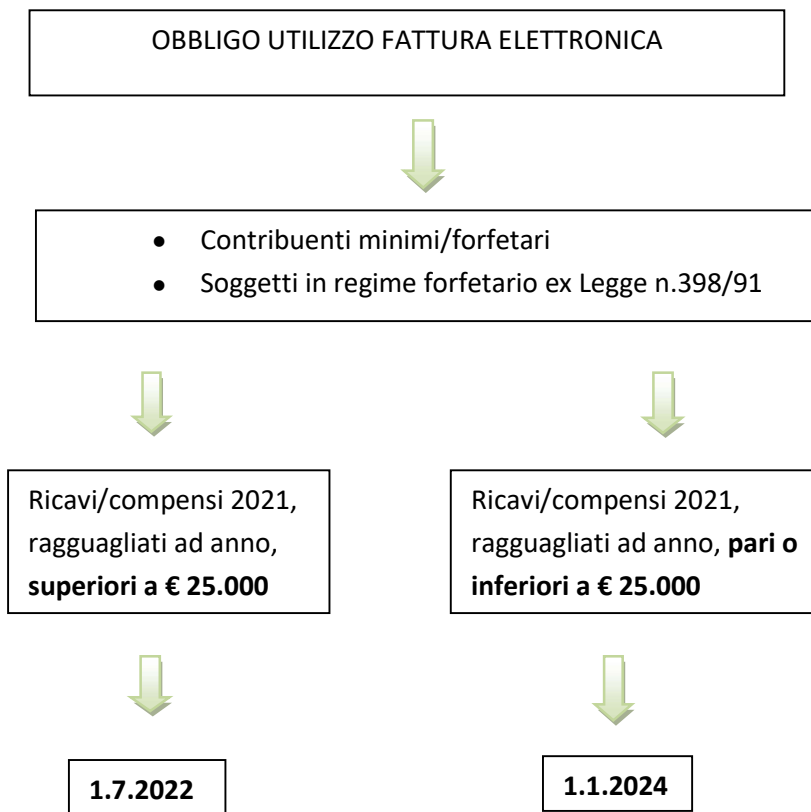 OBBLIGO UTILIZZO FATTURA ELETTRONICA
• Contribuenti minimi/forfetari
• Soggetti in regime forfetario ex Legge n.398/91
Ricavi/compensi 2021,
ragguagliati ad anno,
superiori a € 25.000
Ricavi/compensi 2021,
ragguagliati ad anno, pari o
inferiori a € 25.000
1.7.2022
1.1.2024